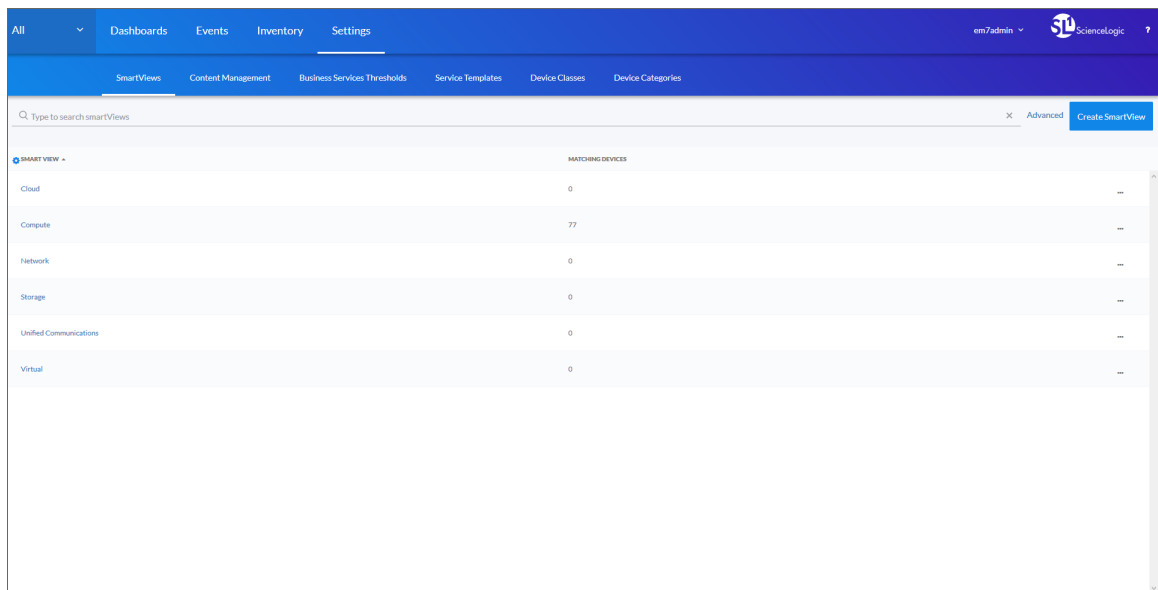 All Dashboards Events Inventory Settings em7admin SL ScienceLogic ?
SmartViews Content Management Business Services Thresholds Service Templates Device Classes Device Categories
Type to search smartViews × Advanced Create SmartView
SMART VIEW MATCHING DEVICES
Cloud 0 ...
Compute 77 ...
Network 0 ...
Storage 0 ...
Unified Communications 0 ...
Virtual 0 ...